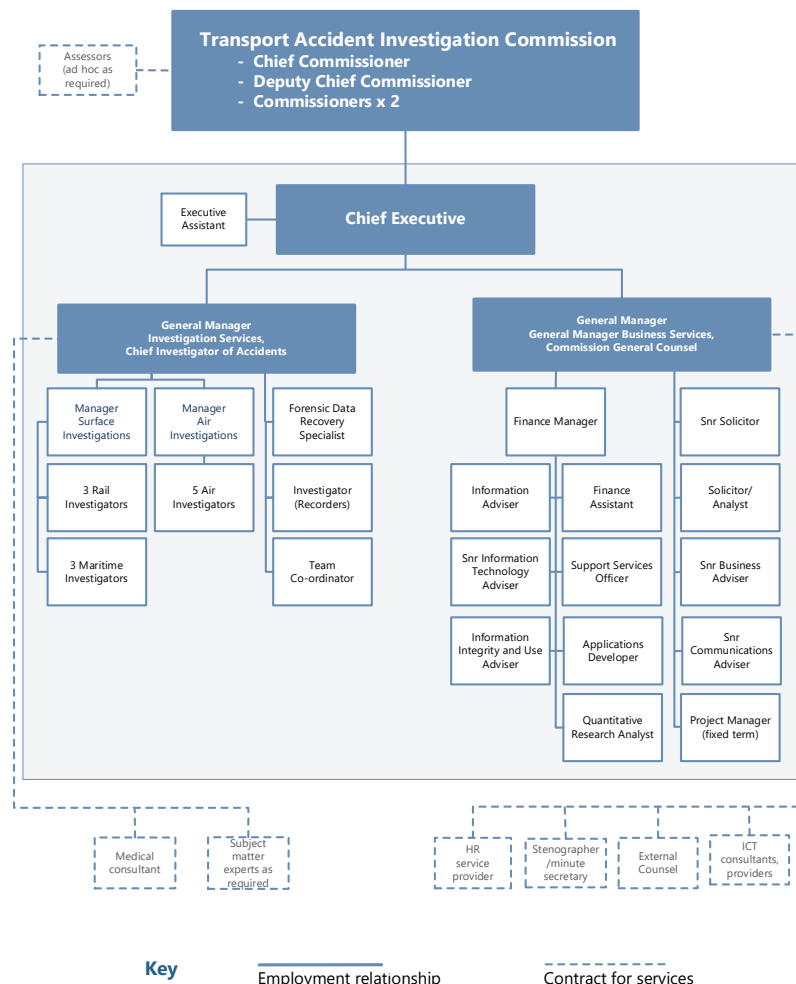 Transport Accident Investigation Commission
- Chief Commissioner
- Deputy Chief Commissioner
- Commissioners x 2
Assessors
(ad hoc as
required)
Executive
Assistant
Chief Executive
General Manager
Investigation Services,
Chief Investigator of Accidents
General Manager
General Manager Business Services,
Commission General Counsel
Manager
Surface
Investigations
Manager
Air
Investigations
Forensic Data
Recovery
Specialist
Finance Manager
Snr Solicitor
3 Rail
Investigators
5 Air
Investigators
Investigator
(Recorders)
Information
Adviser
Finance
Assistant
Solicitor/
Analyst
3 Maritime
Investigators
Team
Co-ordinator
Snr Information
Technology
Adviser
Support Services
Officer
Snr Business
Adviser
Information
Integrity and Use
Adviser
Applications
Developer
Snr
Communications
Adviser
Quantitative
Research Analyst
Project Manager
(fixed term)
Medical
consultant
Subject
matter
experts as
required
HR
service
provider
Stenographer
/minute
secretary
External
Counsel
ICT
consultants,
providers
Key
Employment relationship
Contract for services